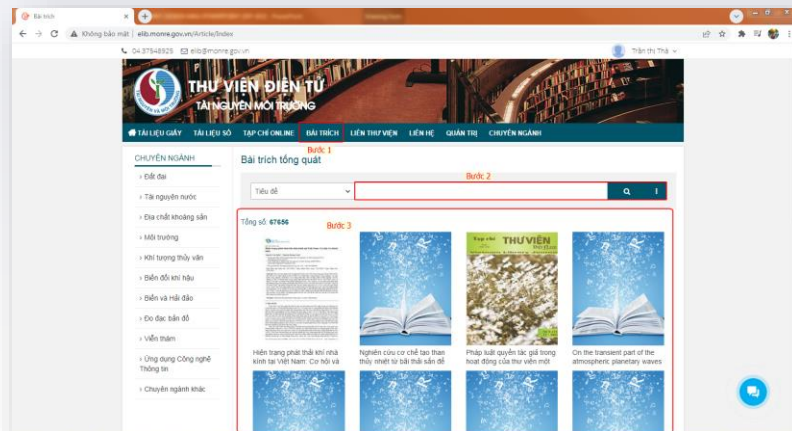 Bài trích
Không bảo mật | elib.monre.gov.vn/Article/Index
04.37548925 elib@monre.gov.vn
Trần thị Thà
THƯ VIỆN ĐIỆN TỬ
TÀI NGUYÊN MÔI TRƯỜNG
TÀI LIỆU GIẤY TÀI LIỆU SỐ TẠP CHÍ ONLINE BÀI TRÍCH LIÊN THƯ VIỆN LIÊN HỆ QUẢN TRỊ CHUYÊN NGÀNH
Bước 1
CHUYÊN NGÀNH
› Đất đai
› Tài nguyên nước
› Địa chất khoáng sản
› Môi trường
› Khí tượng thủy văn
› Biến đổi khí hậu
› Biển và Hải đảo
› Đo đạc bản đồ
› Viễn thám
› Ứng dụng Công nghệ
Thông tin
› Chuyên ngành khác
Bài trích tổng quát
Bước 2
Tiêu đề
Tổng số: 67656
Bước 3
Tạp chí THƯ VIỆN
Hiện trạng phát thải khí nhà
kính tại Việt Nam: Cơ hội và
Nghiên cứu cơ chế tạo than
thủy nhiệt từ bãi thải sắn để
Pháp luật quyền tác giả trong
hoạt động của thư viện một
On the transient part of the
atmospheric planetary waves